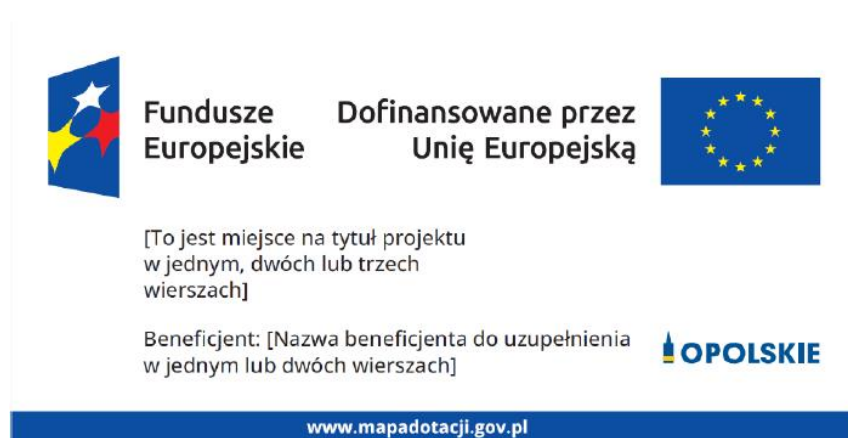 Fundusze
Europejskie
Dofinansowane przez
Unię Europejską
[To jest miejsce na tytuł projektu
w jednym, dwóch lub trzech
wierszach]
Beneficjent: [Nazwa beneficjenta do uzupełnienia
w jednym lub dwóch wierszach]
OPOLSKIE
www.mapadotacji.gov.pl